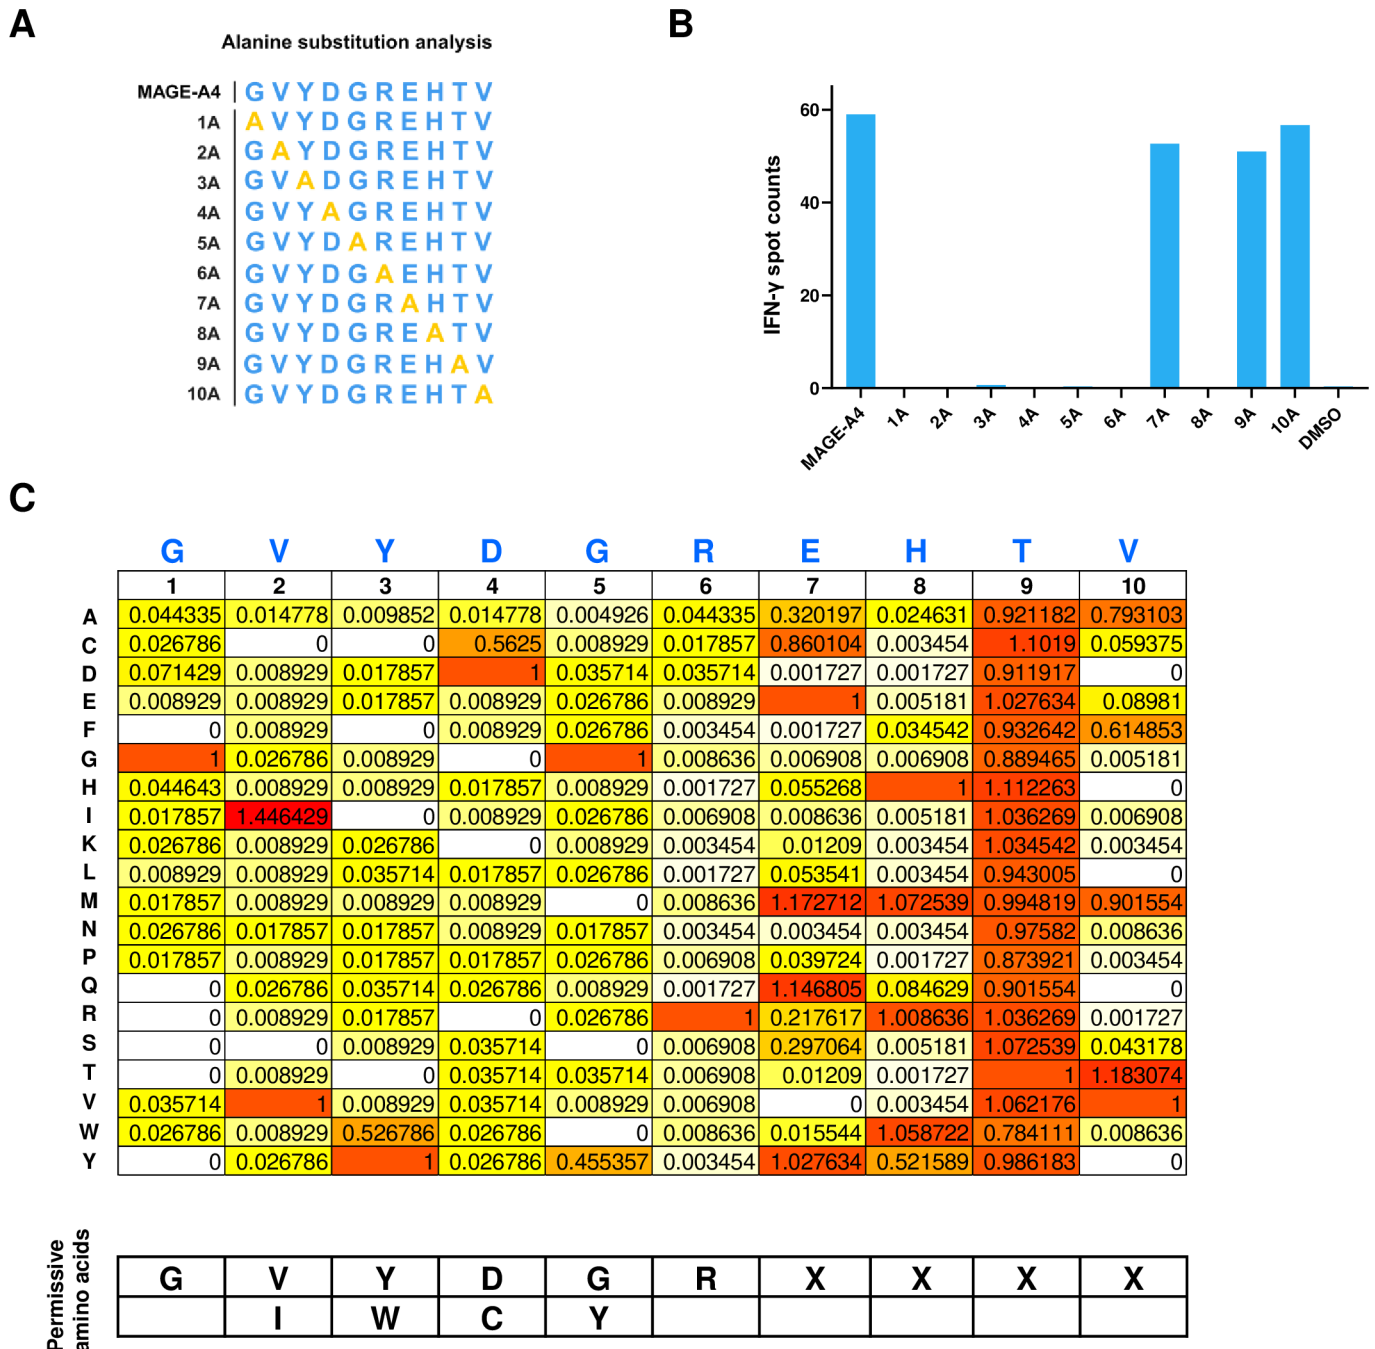 A
Alanine substitution analysis
MAGE-A4 G V Y D G R E H T V
1A A V Y D G R E H T V
2A G A Y D G R E H T V
3A G V A D G R E H T V
4A G V Y A G R E H T V
5A G V Y D A R E H T V
6A G V Y D G A E H T V
7A G V Y D G R A H T V
8A G V Y D G R E A T V
9A G V Y D G R E H A V
10A G V Y D G R E H T A
B
IFN-γ spot counts
60
40
20
0
MAGE-A4 1A 2A 3A 4A 5A 6A 7A 8A 9A 10A DMSO
C
G V Y D G R E H T V
1 2 3 4 5 6 7 8 9 10
A 0.044335 0.014778 0.009852 0.014778 0.004926 0.044335 0.320197 0.024631 0.921182 0.793103
C 0.026786 0 0 0.5625 0.008929 0.017857 0.860104 0.003454 1.1019 0.059375
D 0.071429 0.008929 0.017857 1 0.035714 0.035714 0.001727 0.001727 0.911917 0
E 0.008929 0.008929 0.017857 0.008929 0.026786 0.008929 1 0.005181 1.027634 0.08981
F 0 0.008929 0 0.008929 0.026786 0.003454 0.001727 0.034542 0.932642 0.614853
G 1 0.026786 0.008929 0 1 0.008636 0.006908 0.006908 0.889465 0.005181
H 0.044643 0.008929 0.008929 0.017857 0.008929 0.001727 0.055268 1 1.112263 0
I 0.017857 1.446429 0 0.008929 0.026786 0.006908 0.008636 0.005181 1.036269 0.006908
K 0.026786 0.008929 0.026786 0 0.008929 0.003454 0.01209 0.003454 1.034542 0.003454
L 0.008929 0.008929 0.035714 0.017857 0.026786 0.001727 0.053541 0.003454 0.943005 0
M 0.017857 0.008929 0.008929 0.008929 0 0.008636 1.172712 1.072539 0.994819 0.901554
N 0.026786 0.017857 0.017857 0.008929 0.017857 0.003454 0.003454 0.003454 0.97582 0.008636
P 0.017857 0.008929 0.017857 0.017857 0.026786 0.006908 0.039724 0.001727 0.873921 0.003454
Q 0 0.026786 0.035714 0.026786 0.008929 0.001727 1.146805 0.084629 0.901554 0
R 0 0.008929 0.017857 0 0.026786 1 0.217617 1.008636 1.036269 0.001727
S 0 0 0.008929 0.035714 0 0.006908 0.297064 0.005181 1.072539 0.043178
T 0 0.008929 0 0.035714 0.035714 0.006908 0.01209 0.001727 1 1.183074
V 0.035714 1 0.008929 0.035714 0.008929 0.006908 0 0.003454 1.062176 1
W 0.026786 0.008929 0.526786 0.026786 0 0.008636 0.015544 1.058722 0.784111 0.008636
Y 0 0.026786 1 0.026786 0.455357 0.003454 1.027634 0.521589 0.986183 0
Permissive
amino acids
G V Y D G R X X X X
I W C Y